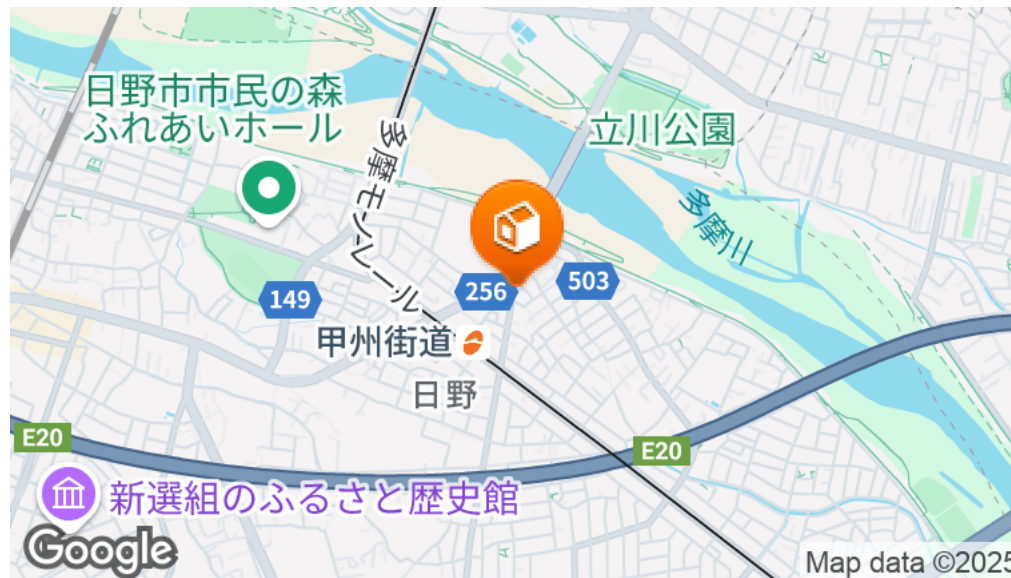 日野市市民の森
ふれあいホール
多摩モノレール
立川公園
多摩川
149
256
503
甲州街道
日野
E20
E20
新選組のふるさと歴史館
Google
Map data ©2025